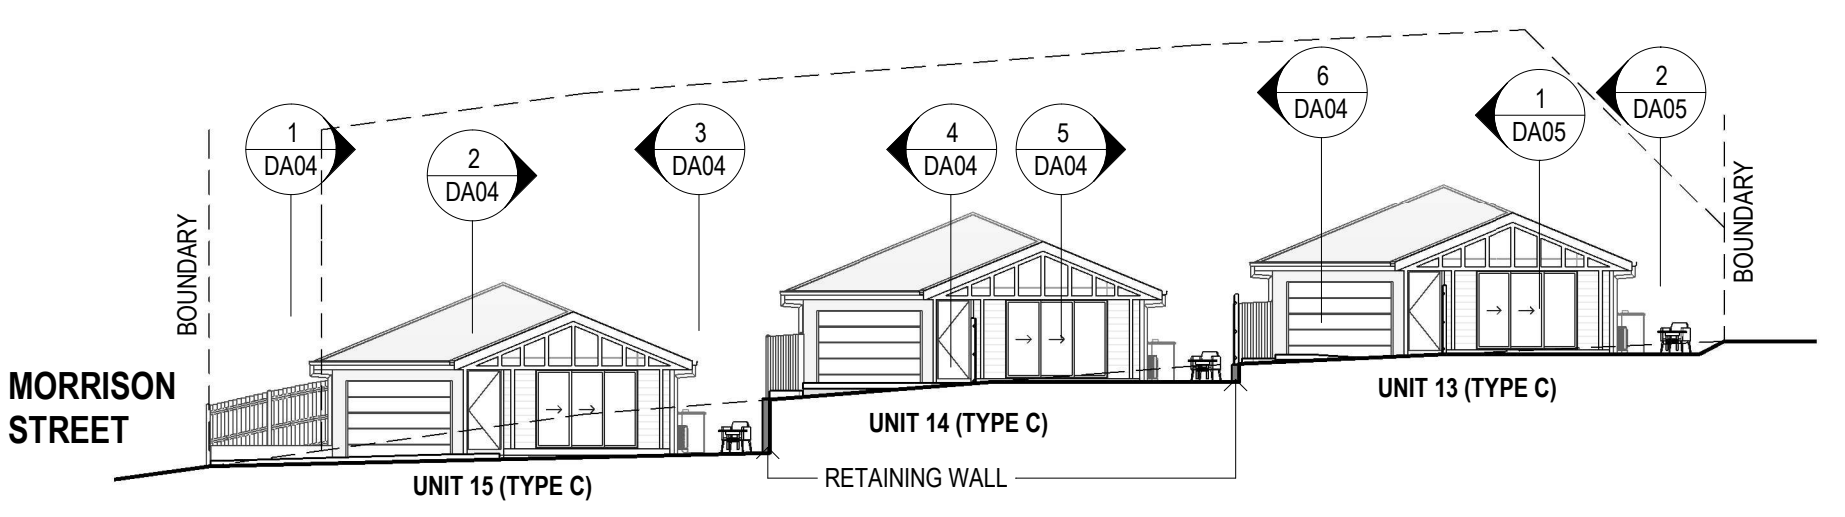 1
DA04
2
DA04
3
DA04
4
DA04
5
DA04
6
DA04
1
DA05
2
DA05
BOUNDARY
BOUNDARY
MORRISON
STREET
UNIT 15 (TYPE C)
UNIT 14 (TYPE C)
UNIT 13 (TYPE C)
RETAINING WALL